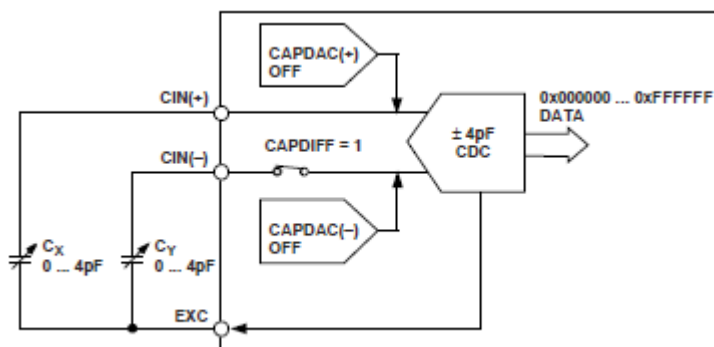 CAPDAC(+)
OFF
CIN(+)
0x000000 ... 0xFFFFFF
DATA
± 4pF
CDC
CIN(–)
CAPDIFF = 1
CAPDAC(–)
OFF
CX
0 ... 4pF
CY
0 ... 4pF
EXC